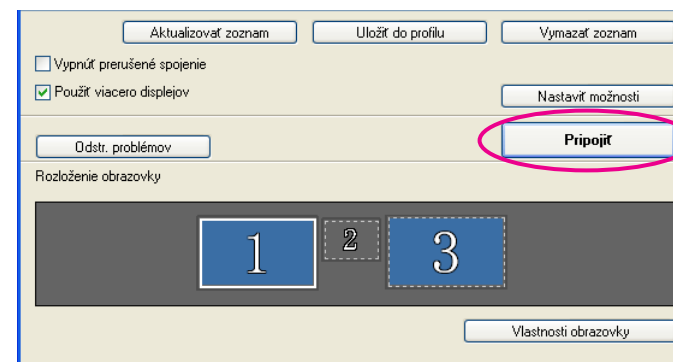 Aktualizovať zoznam Uložiť do profilu Vymazať zoznam
Vypnúť prerušené spojenie
Použiť viacero displejov
Nastaviť možnosti
Odstr. problémov Pripojiť
Rozloženie obrazovky
1 2 3
Vlastnosti obrazovky